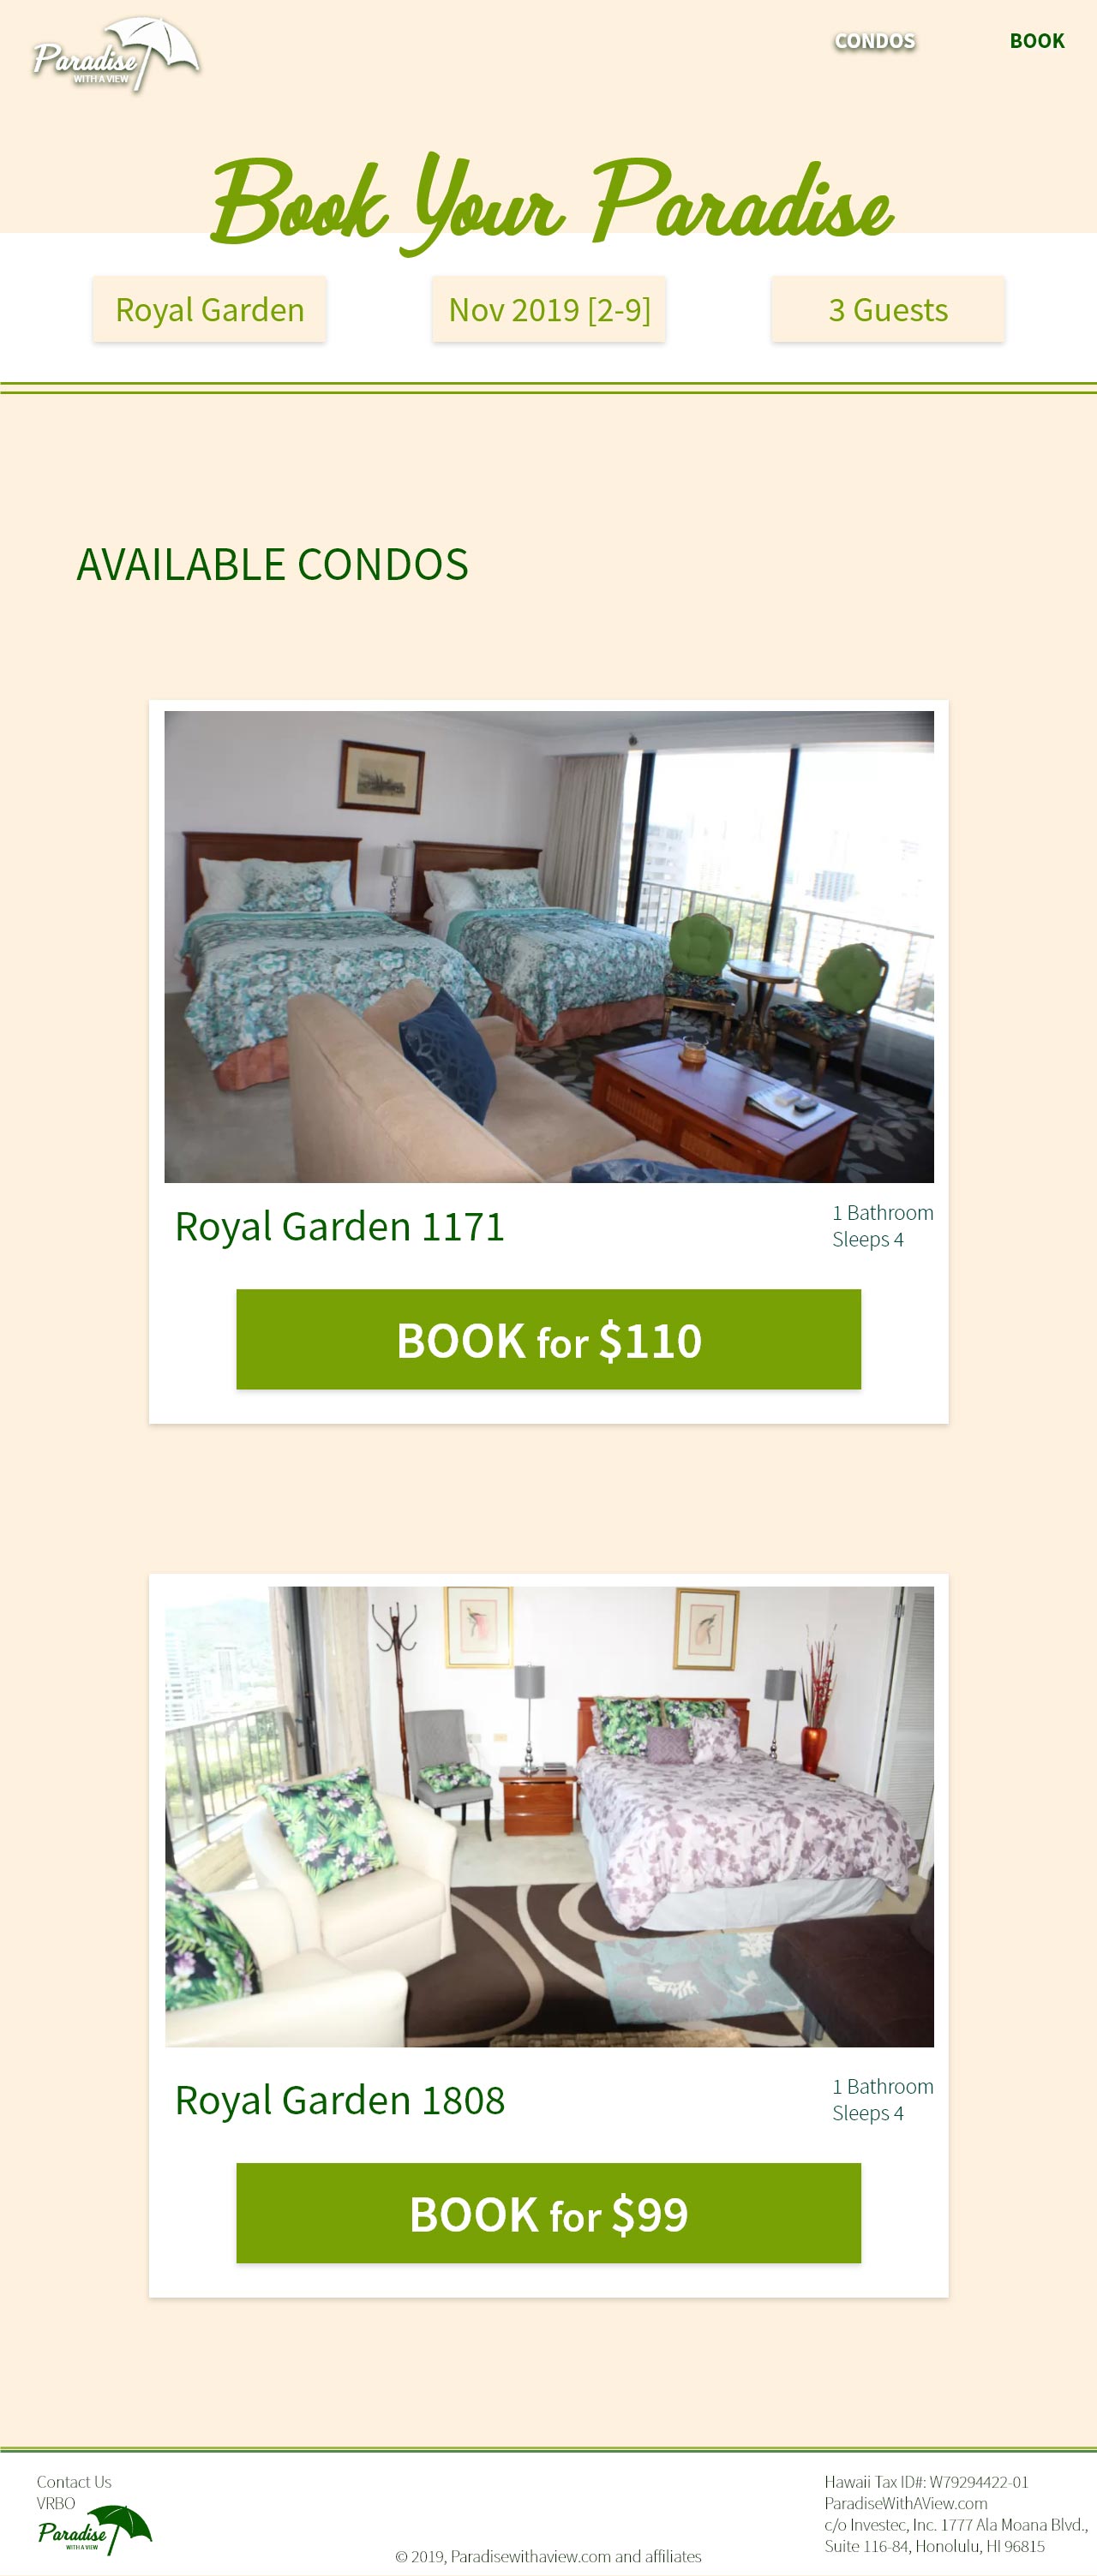 Paradise
WITH A VIEW
CONDOS
BOOK
Book Your Paradise
Royal Garden
Nov 2019 [2-9]
3 Guests
AVAILABLE CONDOS
Royal Garden 1171
1 Bathroom
Sleeps 4
BOOK for $110
Royal Garden 1808
1 Bathroom
Sleeps 4
BOOK for $99
Contact Us
VRBO
Paradise
WITH A VIEW
© 2019, Paradisewithaview.com and affiliates
Hawaii Tax ID#: W79294422-01
ParadiseWithAView.com
c/o Investec, Inc. 1777 Ala Moana Blvd.,
Suite 116-84, Honolulu, HI 96815